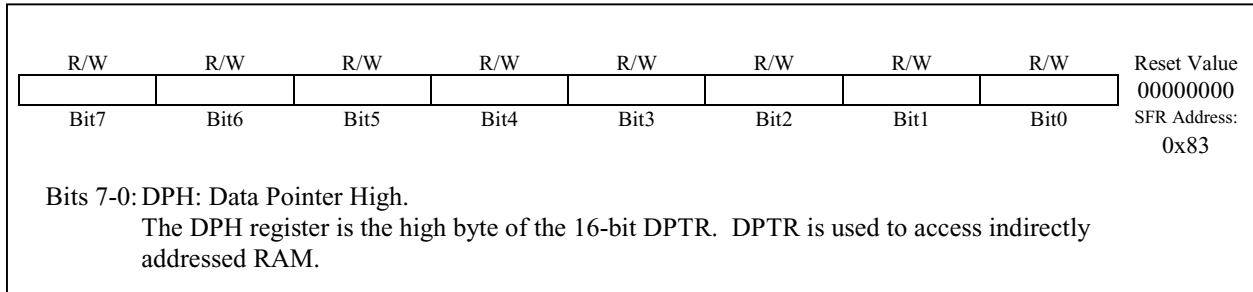 R/W R/W R/W R/W R/W R/W R/W R/W Reset Value
00000000
Bit7 Bit6 Bit5 Bit4 Bit3 Bit2 Bit1 Bit0 SFR Address:
0x83
Bits 7-0: DPH: Data Pointer High.
The DPH register is the high byte of the 16-bit DPTR. DPTR is used to access indirectly
addressed RAM.